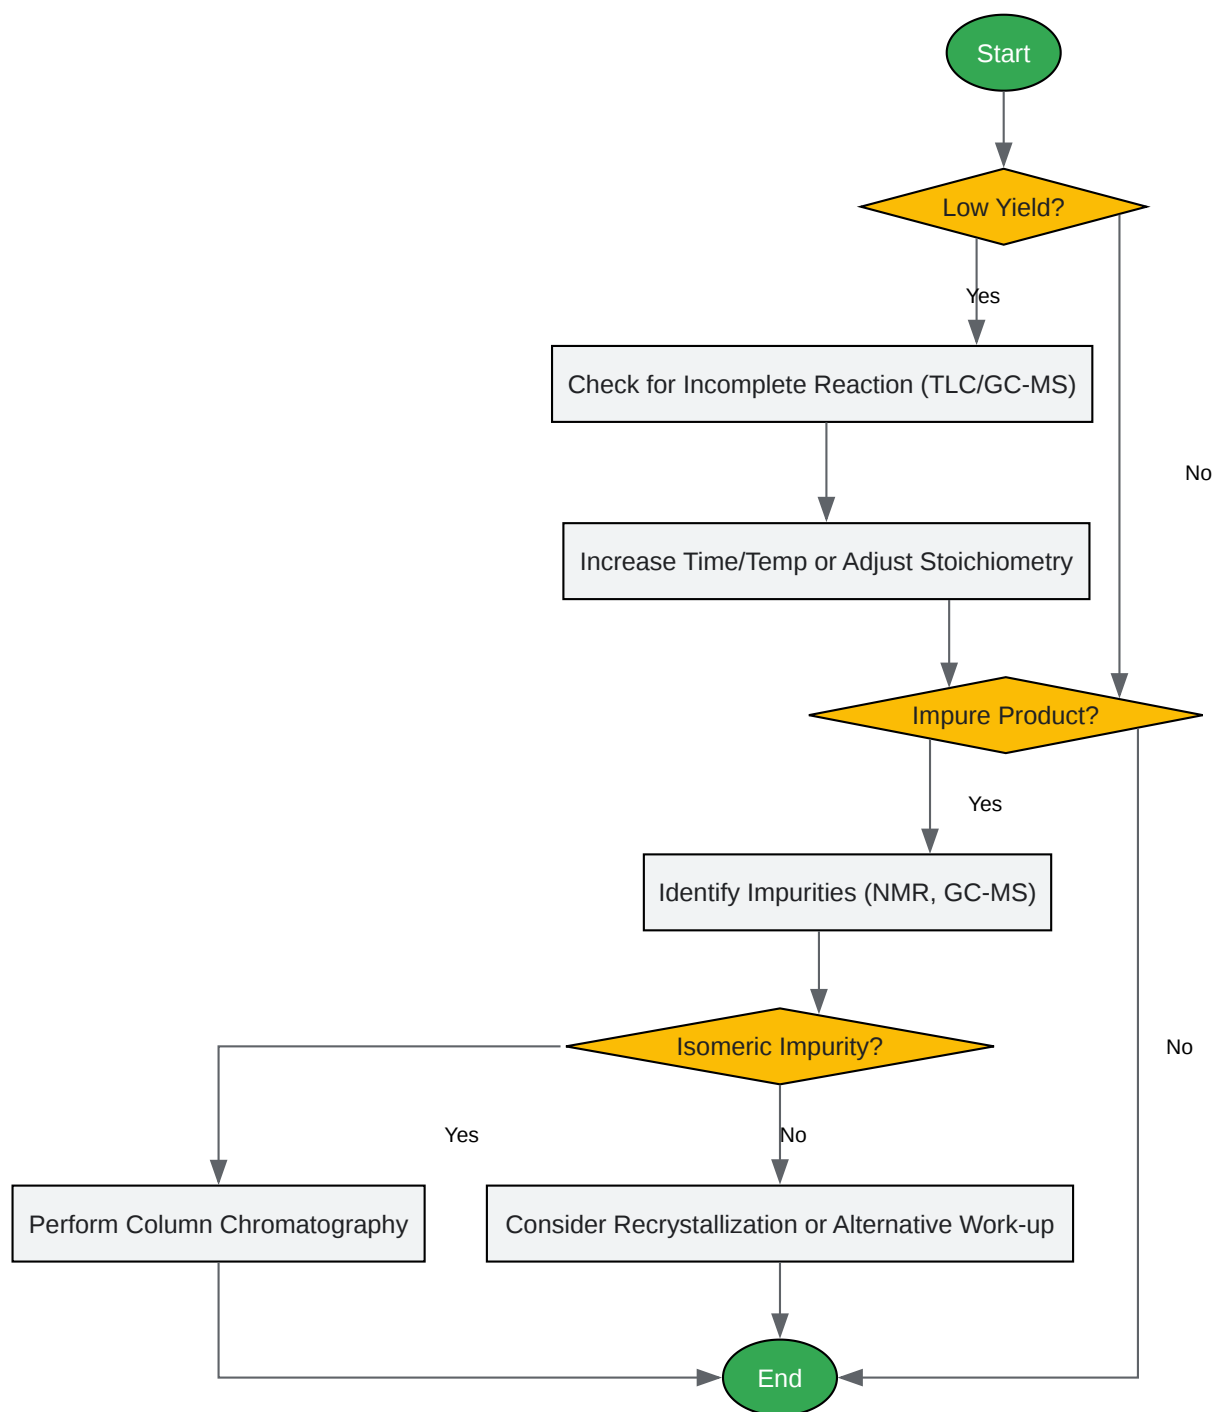 Start
Low Yield?
Yes
Check for Incomplete Reaction (TLC/GC-MS)
No
Increase Time/Temp or Adjust Stoichiometry
Impure Product?
Yes
Identify Impurities (NMR, GC-MS)
Isomeric Impurity?
No
Yes
No
Perform Column Chromatography
Consider Recrystallization or Alternative Work-up
End